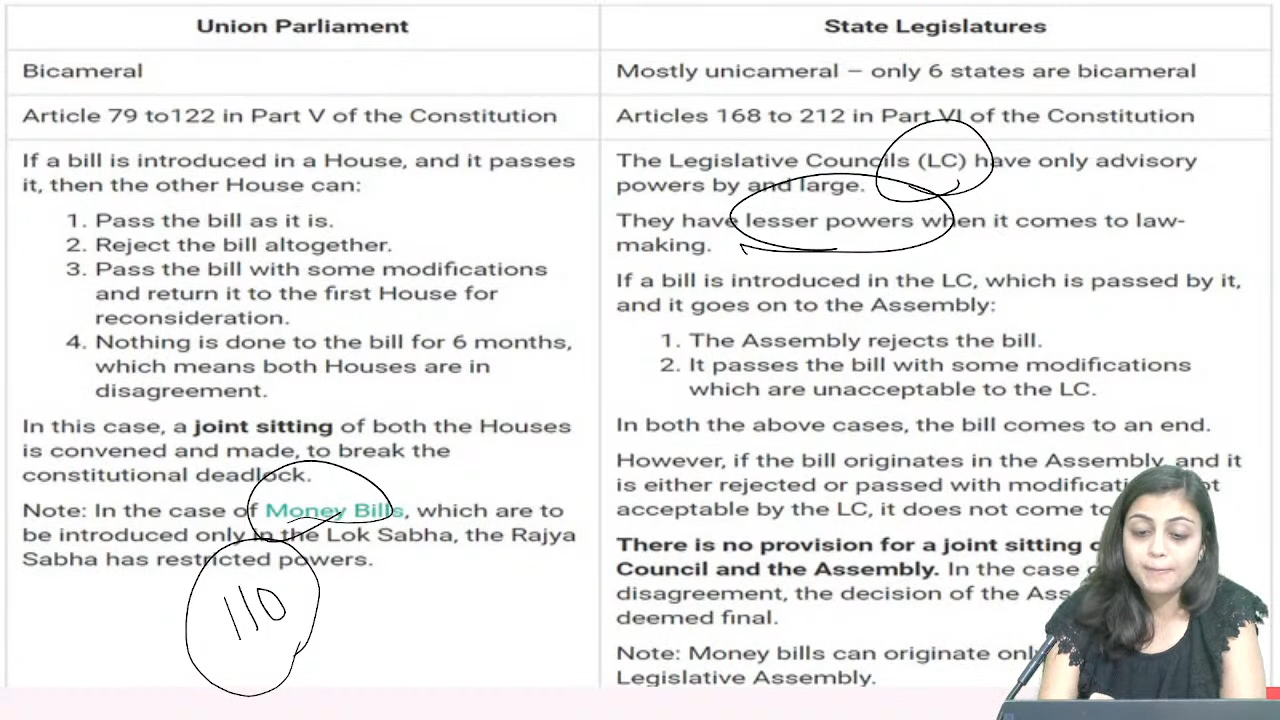 Union Parliament
State Legislatures
Bicameral
Mostly unicameral – only 6 states are bicameral
Article 79 to122 in Part V of the Constitution
Articles 168 to 212 in Part VI of the Constitution
If a bill is introduced in a House, and it passes
it, then the other House can:
1. Pass the bill as it is.
2. Reject the bill altogether.
3. Pass the bill with some modifications
and return it to the first House for
reconsideration.
4. Nothing is done to the bill for 6 months,
which means both Houses are in
disagreement.
In this case, a joint sitting of both the Houses
is convened and made, to break the
constitutional deadlock.
Note: In the case of Money Bills, which are to
be introduced only in the Lok Sabha, the Rajya
Sabha has restricted powers.
110
The Legislative Councils (LC) have only advisory
powers by and large.
They have lesser powers when it comes to law-
making.
If a bill is introduced in the LC, which is passed by it,
and it goes on to the Assembly:
1. The Assembly rejects the bill.
2. It passes the bill with some modifications
which are unacceptable to the LC.
In both the above cases, the bill comes to an end.
However, if the bill originates in the Assembly, and it
is either rejected or passed with
acceptable by the LC, it does not come to
There is no provision for a joint sitting
Council and the Assembly. In the case
disagreement, the decision of the
deemed final.
Note: Money bills can originate
Legislative Assembly.